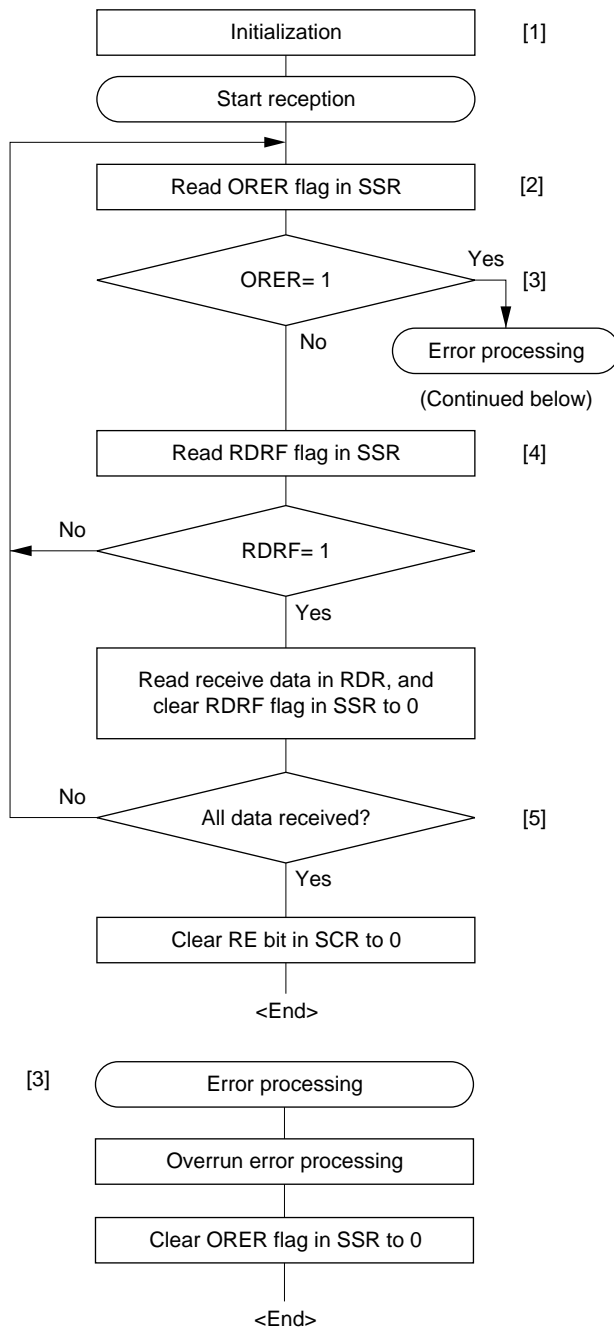 Initialization [1]
Start reception
Read ORER flag in SSR [2]
Yes
ORER= 1 [3]
No
Error processing
(Continued below)
Read RDRF flag in SSR [4]
No
RDRF= 1
Yes
Read receive data in RDR, and
clear RDRF flag in SSR to 0
No
All data received? [5]
Yes
Clear RE bit in SCR to 0
<End>
[3] Error processing
Overrun error processing
Clear ORER flag in SSR to 0
<End>